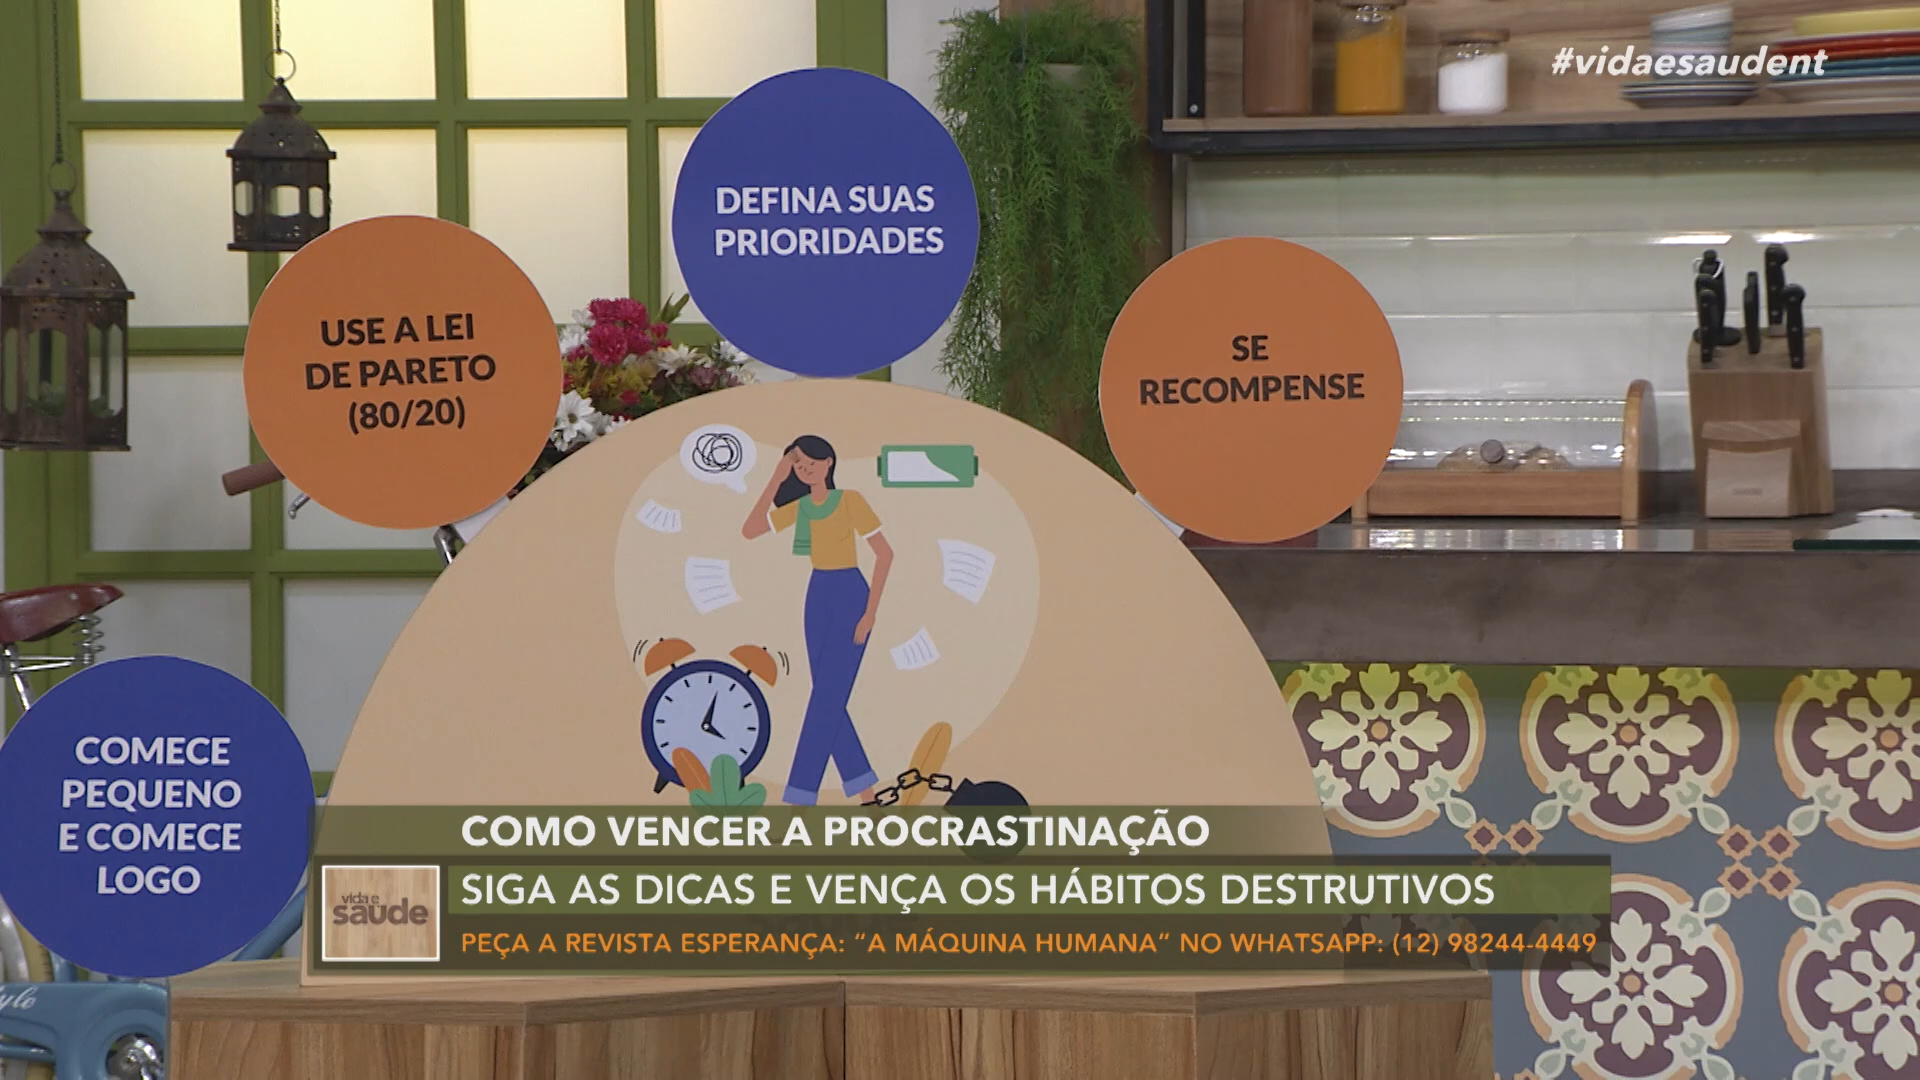 #vidaesaudent
DEFINA SUAS
PRIORIDADES
USE A LEI
DE PARETO
(80/20)
SE
RECOMPENSE
COMECE
PEQUENO
E COMECE
LOGO
COMO VENCER A PROCRASTINAÇÃO
vida e
saúde
SIGA AS DICAS E VENÇA OS HÁBITOS DESTRUTIVOS
PEÇA A REVISTA ESPERANÇA: “A MÁQUINA HUMANA” NO WHATSAPP: (12) 98244-4449